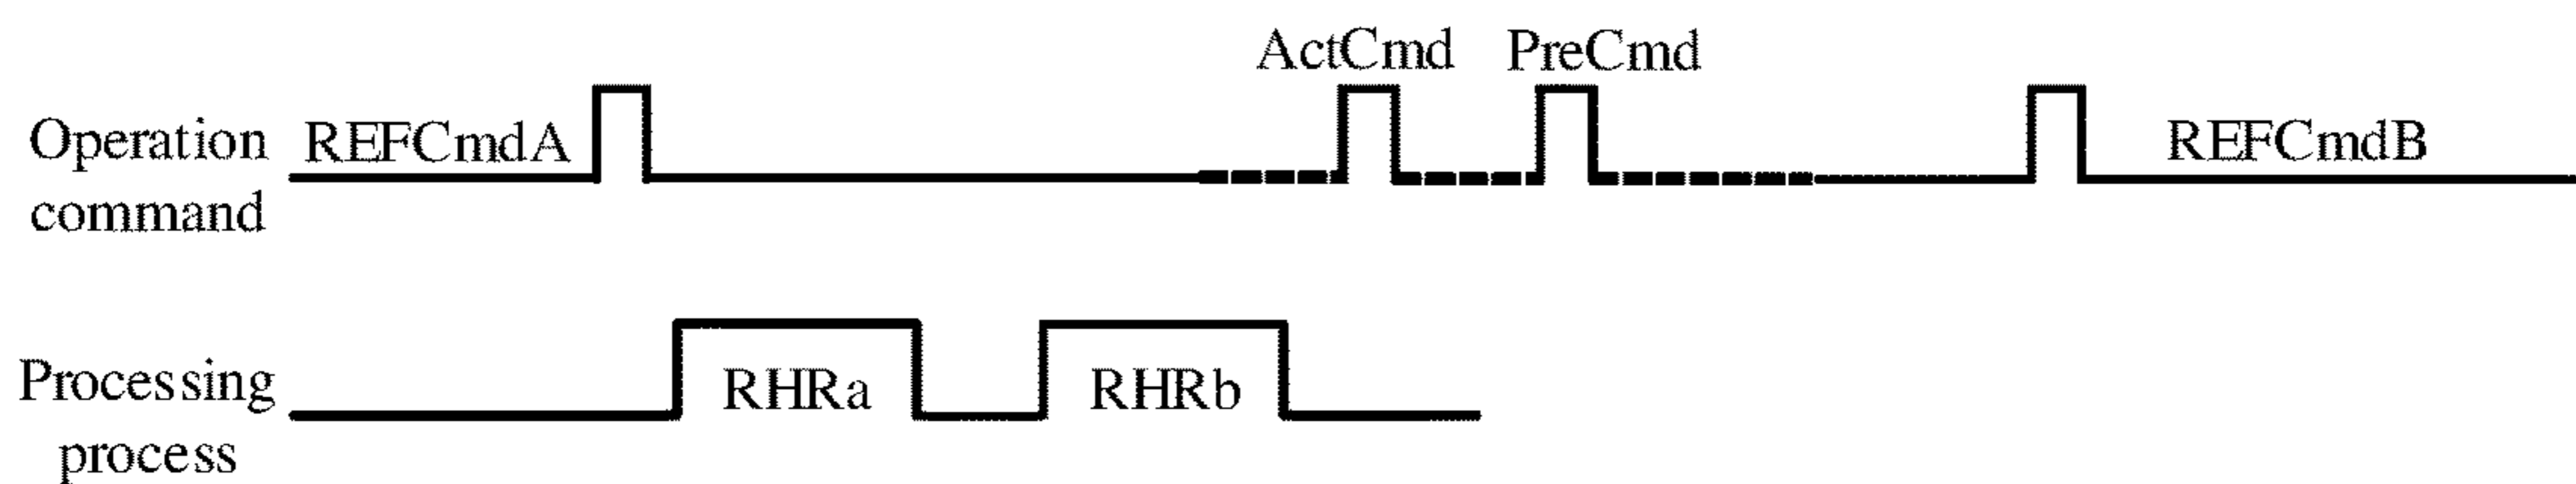 ActCmd PreCmd
Operation command
REFCmdA
REFCmdB
Processing process
RHRa
RHRb